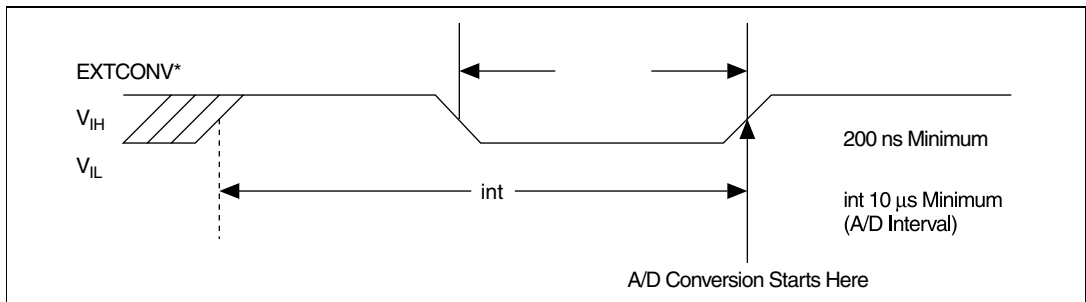 EXTCONV*
VIH
VIL
200 ns Minimum
int
int 10 μs Minimum
(A/D Interval)
A/D Conversion Starts Here